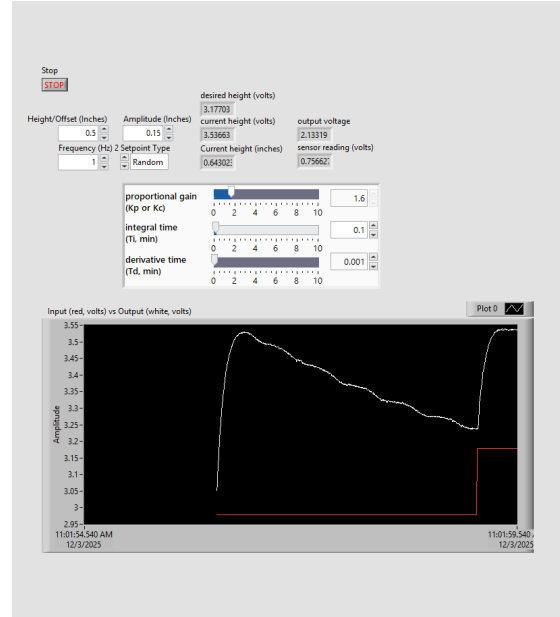 Stop
STOP!
desired height (volts)
3.17703
Height/Offset (Inches) Amplitude (Inches) current height (volts) output voltage
0.5 0.15 3.53663 2.13319
Frequency (Hz) 2 Setpoint Type Current height (inches) sensor reading (volts)
1 Random 0.64302 0.75662
proportional gain
(Kp or Kc) 1.6
0 2 4 6 8 10
integral time
(Ti, min) 0.1
0 2 4 6 8 10
derivative time
(Td, min) 0.001
0 2 4 6 8 10
Input (red, volts) vs Output (white, volts) Plot 0
3.55
3.5
3.45
3.4
3.35
3.3
3.25
3.2
3.15
3.1
3.05
3
2.95
Amplitude
11:01:54.540 AM 11:01:59.540
12/3/2025 12/3/2025